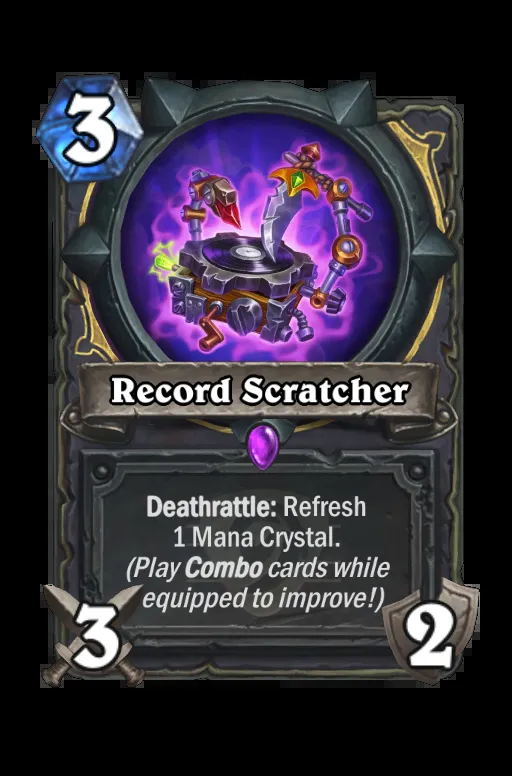 3
Record Scratcher
Deathrattle: Refresh
1 Mana Crystal.
(Play Combo cards while
equipped to improve!)
3
2